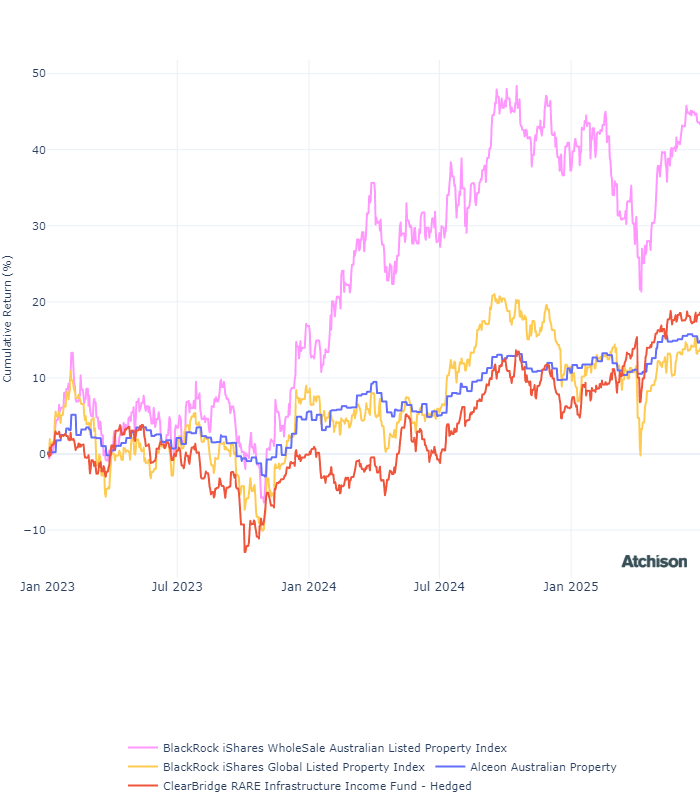 50
40
30
20
10
0
−10
Cumulative Return (%)
Atchison
Jan 2023 Jul 2023 Jan 2024 Jul 2024 Jan 2025
BlackRock iShares WholeSale Australian Listed Property Index
BlackRock iShares Global Listed Property Index Alceon Australian Property
ClearBridge RARE Infrastructure Income Fund - Hedged